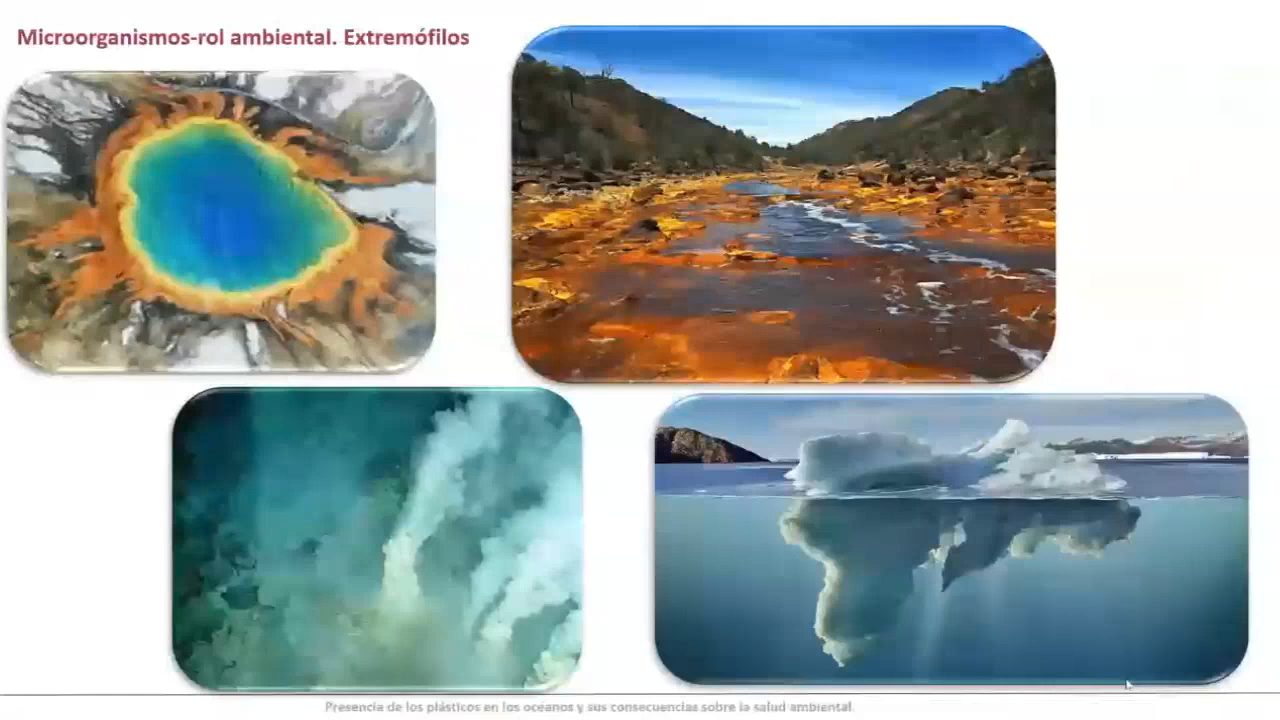 Microorganismos-rol ambiental. Extremófilos
Presencia de los plásticos en los océanos y sus consecuencias sobre la salud ambiental.